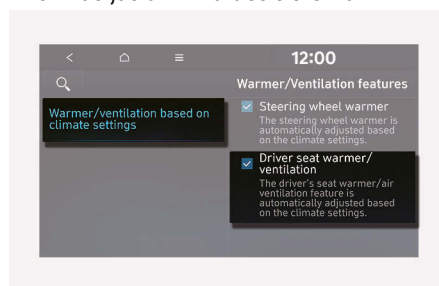 12:00
Warmer/Ventilation features
Warmer/ventilation based on
climate settings
Steering wheel warmer
The steering wheel warmer is
automatically adjusted based
on the climate settings.
Driver seat warmer/
ventilation
The driver's seat warmer/air
ventilation feature is
automatically adjusted based
on the climate settings.